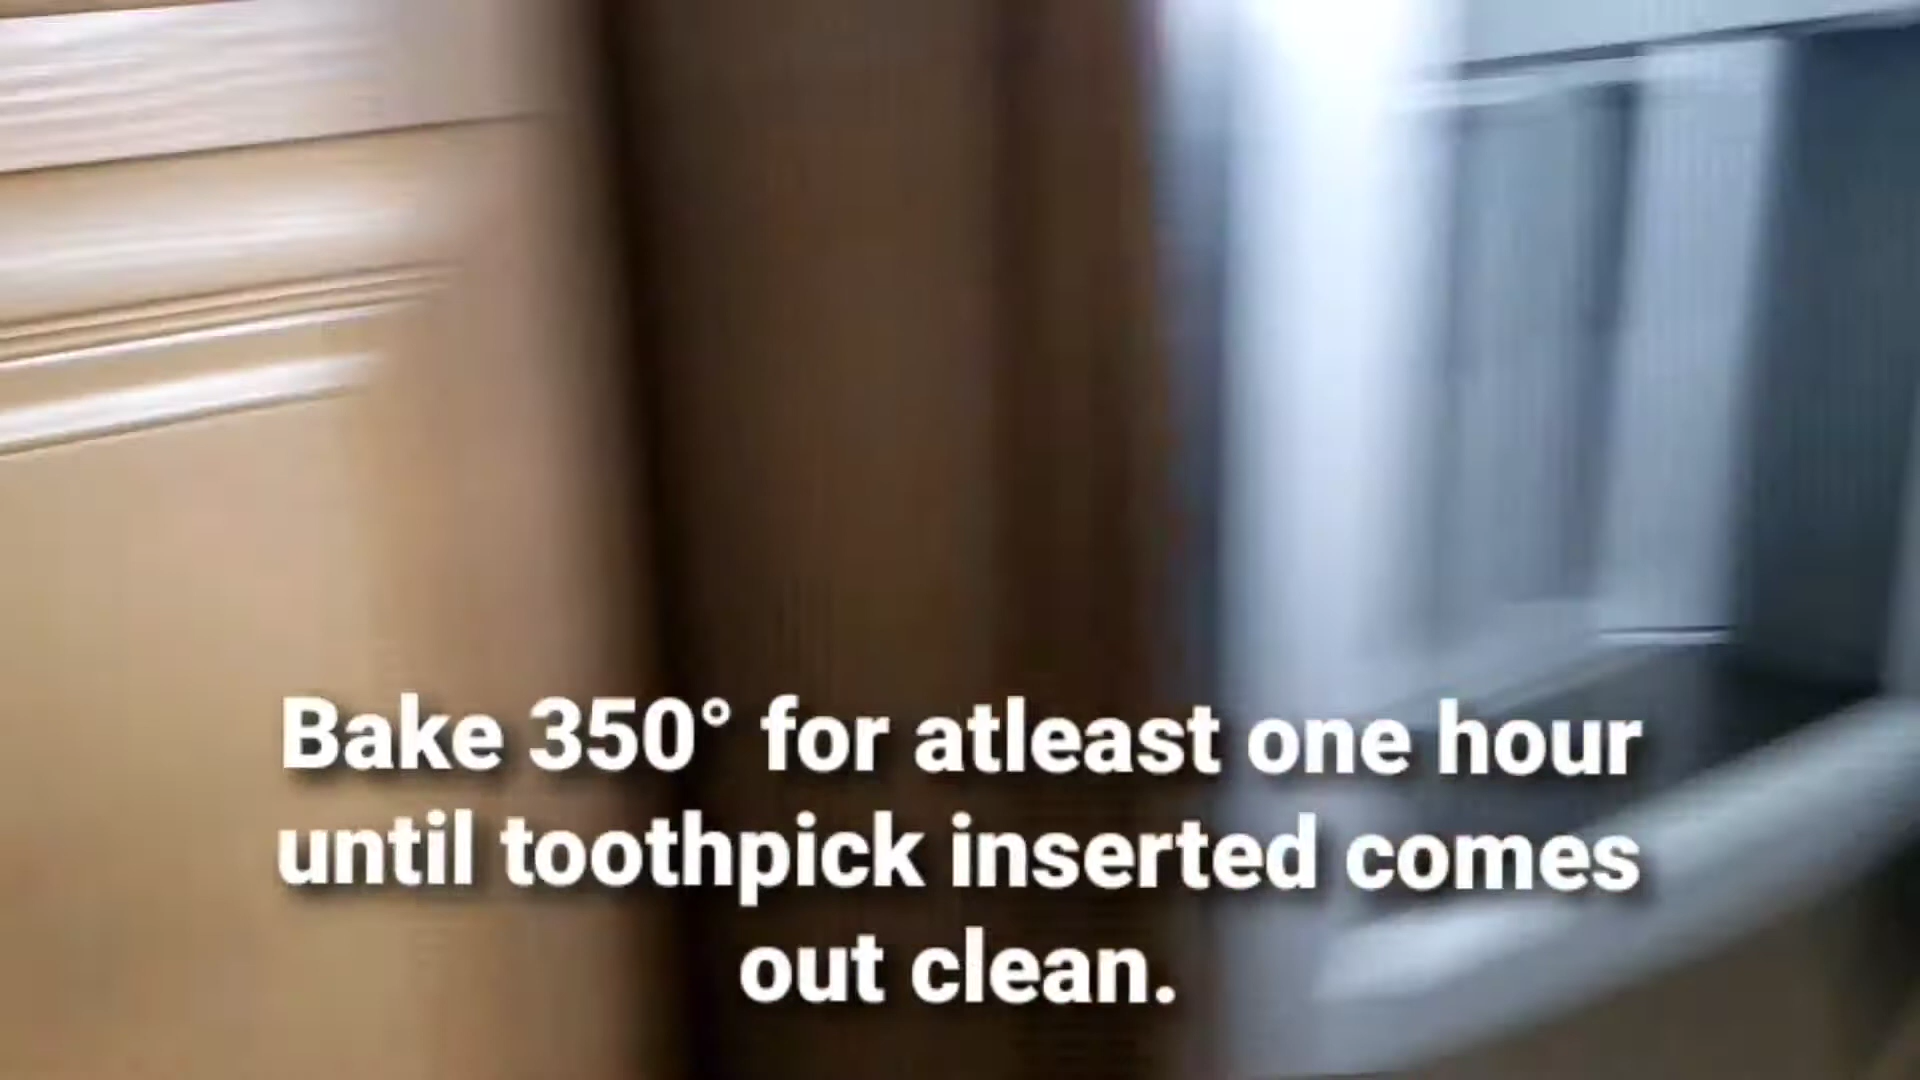 Bake 350° for atleast one hour
until toothpick inserted comes
out clean.